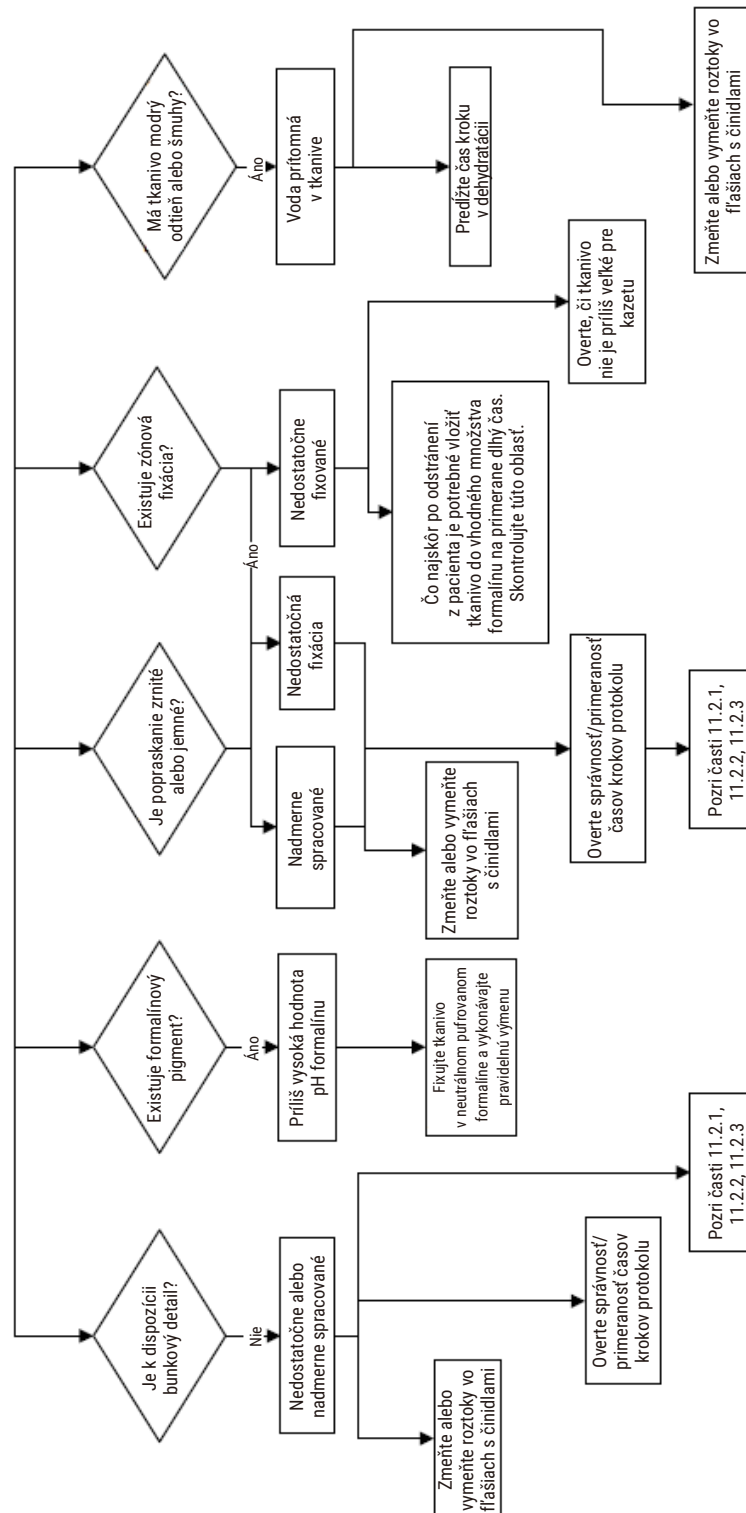 Je k dispozícii
bunkový detail?
Nie
Nedostatočne alebo
nadmerne spracované
Zmeňte alebo
vymeňte roztoky vo
fľašiach s činidlami
Overte správnosť/
primeranosť časov
krokov protokolu
Pozri časti 11.2.1,
11.2.2, 11.2.3
Existuje formalínový
pigment?
Áno
Príliš vysoká hodnota
pH formalínu
Fixujte tkanivo
v neutrálnom pufrovanom
formalíne a vykonávajte
pravidelnú výmenu
Je popraskanie zrnité
alebo jemné?
Nadmerne
spracované
Nedostatočná
fixácia
Zmeňte alebo vymeňte
roztoky vo fľašiach
s činidlami
Overte správnosť/primeranosť
časov krokov protokolu
Pozri časti 11.2.1,
11.2.2, 11.2.3
Existuje zónová
fixácia?
Áno
Nedostatočne
fixované
Čo najskôr po odstránení
z pacienta je potrebné vložiť
tkanivo do vhodného množstva
formalínu na primerane dlhý čas.
Skontrolujte túto oblasť.
Overte, či tkanivo
nie je príliš veľké pre
kazetu
Má tkanivo modrý
odtieň alebo šmuhy?
Áno
Voda prítomná
v tkanive
Predĺžte čas kroku
v dehydratácii
Zmeňte alebo vymeňte roztoky vo
fľašiach s činidlami